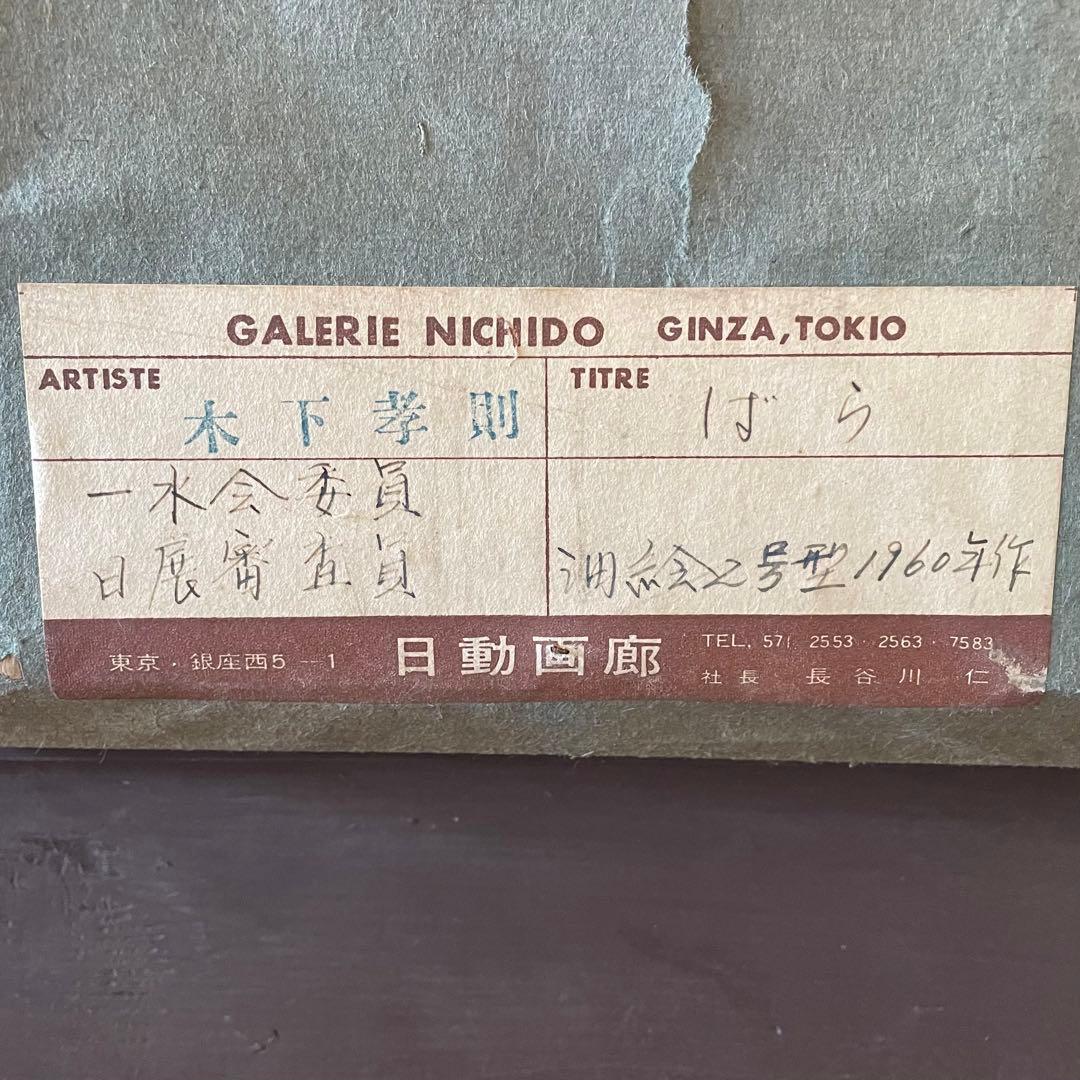 GALERIE NICHIDO GINZA, TOKIO
ARTISTE
木下孝則
TITRE
ばら
一水会委員
日展審査員
油絵2号型1960年作
東京・銀座西5-1
日動画廊
TEL. 571 2553・2563・7583
社長 長谷川 仁